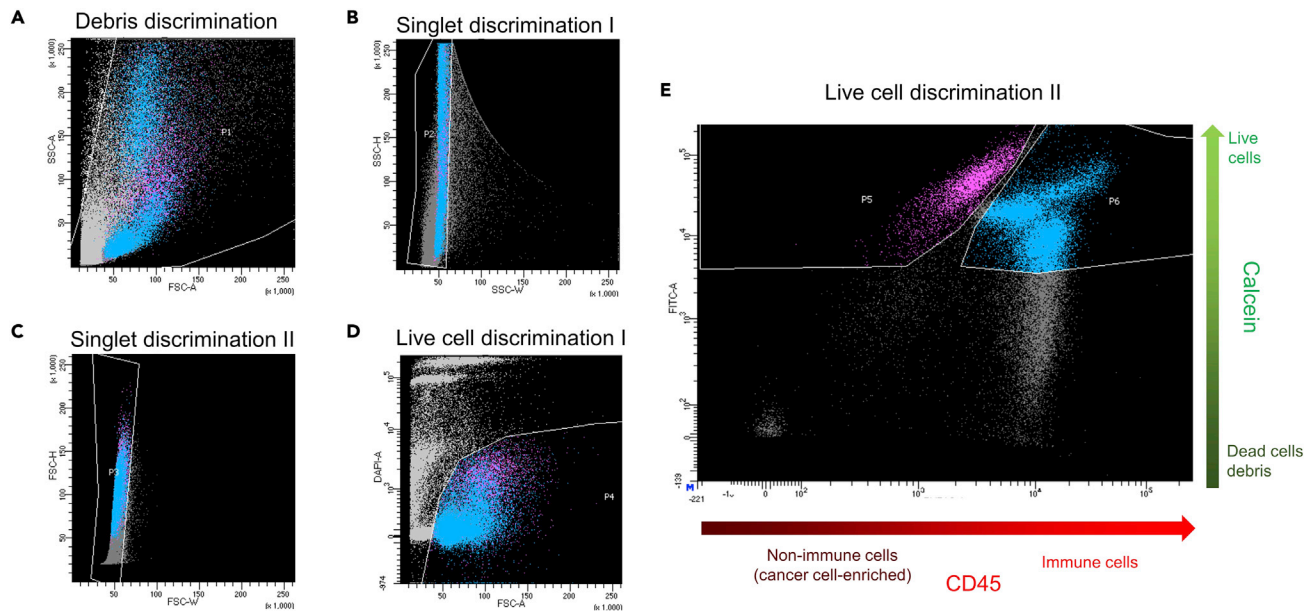 A
Debris discrimination
(x 1,000)
250
200
150
100
50
SSC-A
P1
50 100 150 200 250
FSC-A
(x 1,000)
B
Singlet discrimination I
(x 1,000)
250
200
150
100
50
SSC-H
P2
50 100 150 200 250
SSC-W
(x 1,000)
C
Singlet discrimination II
(x 1,000)
250
200
150
100
50
FSC-H
P3
50 100 150 200 250
FSC-W
(x 1,000)
D
Live cell discrimination I
10^5
10^4
10^3
0
-974
DAPI-A
P4
50 100 150 200 250
FSC-A
(x 1,000)
E
Live cell discrimination II
10^5
10^4
10^3
10^2
0
-139
FITC-A
P5
P6
M
-221
0 10^2 10^3 10^4 10^5
Live
cells
Calcein
Dead cells
debris
Non-immune cells
(cancer cell-enriched)
CD45
Immune cells